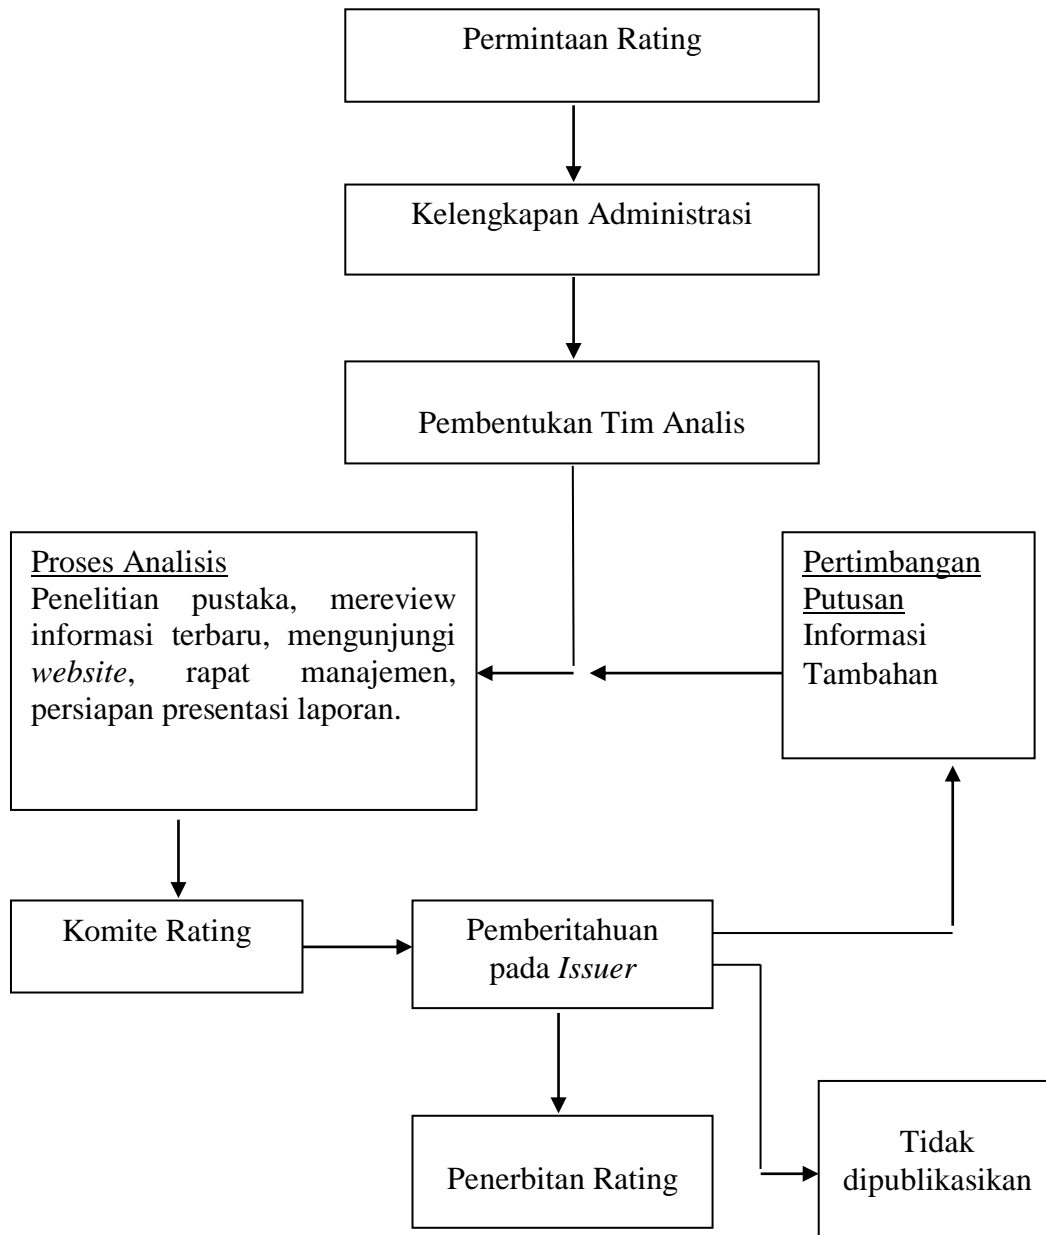 Permintaan Rating
Kelengkapan Administrasi
Pembentukan Tim Analis
Proses Analisis
Penelitian pustaka, mereview
informasi terbaru, mengunjungi
website, rapat manajemen,
persiapan presentasi laporan.
Pertimbangan
Putusan
Informasi
Tambahan
Komite Rating
Pemberitahuan
pada Issuer
Penerbitan Rating
Tidak
dipublikasikan